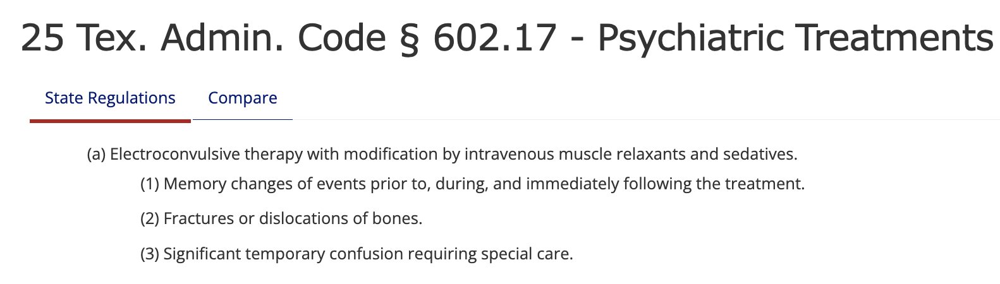 25 Tex. Admin. Code § 602.17 - Psychiatric Treatments
State Regulations Compare
(a) Electroconvulsive therapy with modification by intravenous muscle relaxants and sedatives.
(1) Memory changes of events prior to, during, and immediately following the treatment.
(2) Fractures or dislocations of bones.
(3) Significant temporary confusion requiring special care.